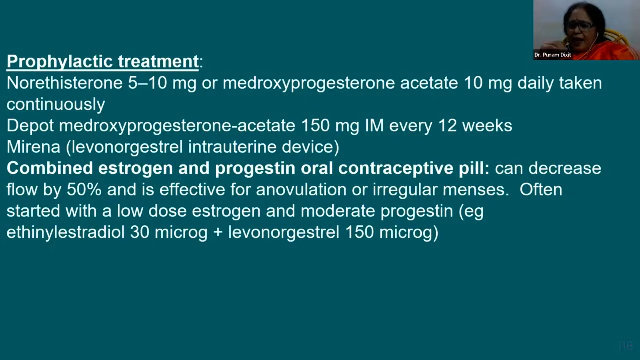 Dr. Punam Dixit
Prophylactic treatment:
Norethisterone 5–10 mg or medroxyprogesterone acetate 10 mg daily taken
continuously
Depot medroxyprogesterone-acetate 150 mg IM every 12 weeks
Mirena (levonorgestrel intrauterine device)
Combined estrogen and progestin oral contraceptive pill: can decrease
flow by 50% and is effective for anovulation or irregular menses. Often
started with a low dose estrogen and moderate progestin (eg
ethinylestradiol 30 microg + levonorgestrel 150 microg)